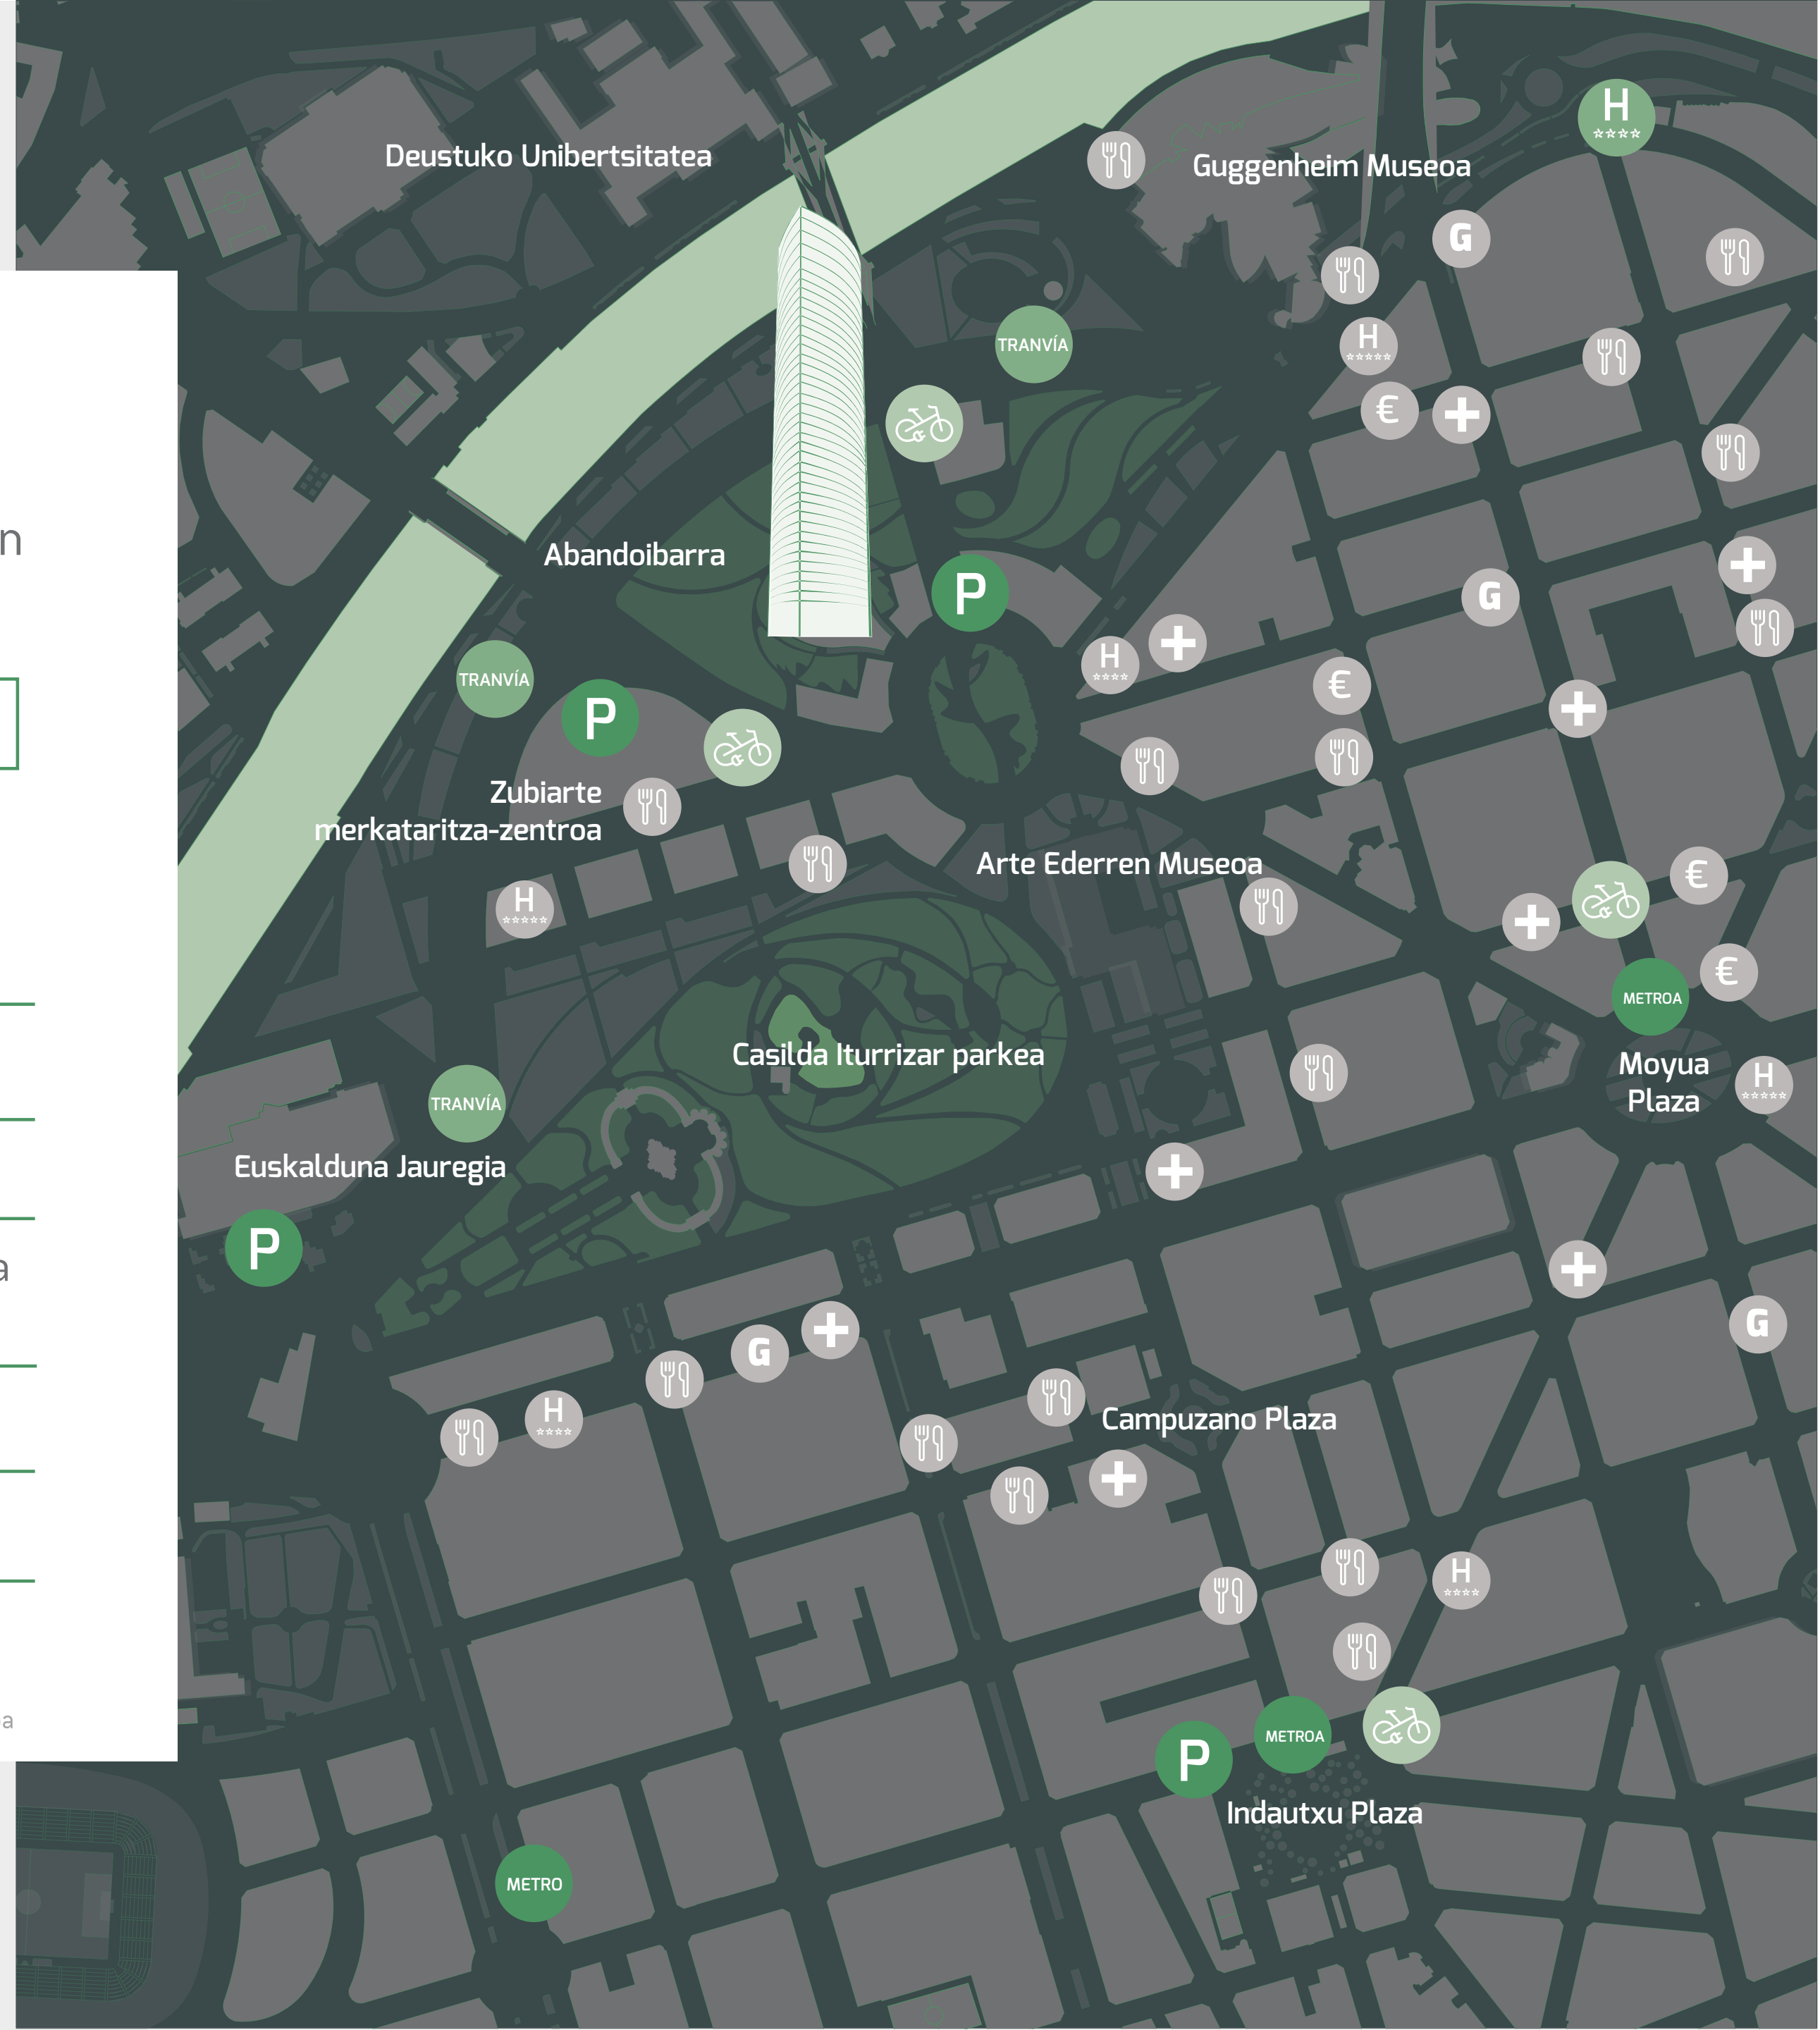 Deustuko Unibertsitatea
Guggenheim Museoa
H
G
H
TRANVÍA
€
n
Abandoibarra
P
G
H
TRANVÍA
P
€
Zubiarte
merkataritza-zentroa
Arte Ederren Museoa
€
H
€
METROA
Casilda Iturrizar parkea
Moyua
Plaza
H
TRANVÍA
Euskalduna Jauregia
P
a
G
G
H
Campuzano Plaza
H
a
METROA
P
Indautxu Plaza
METRO